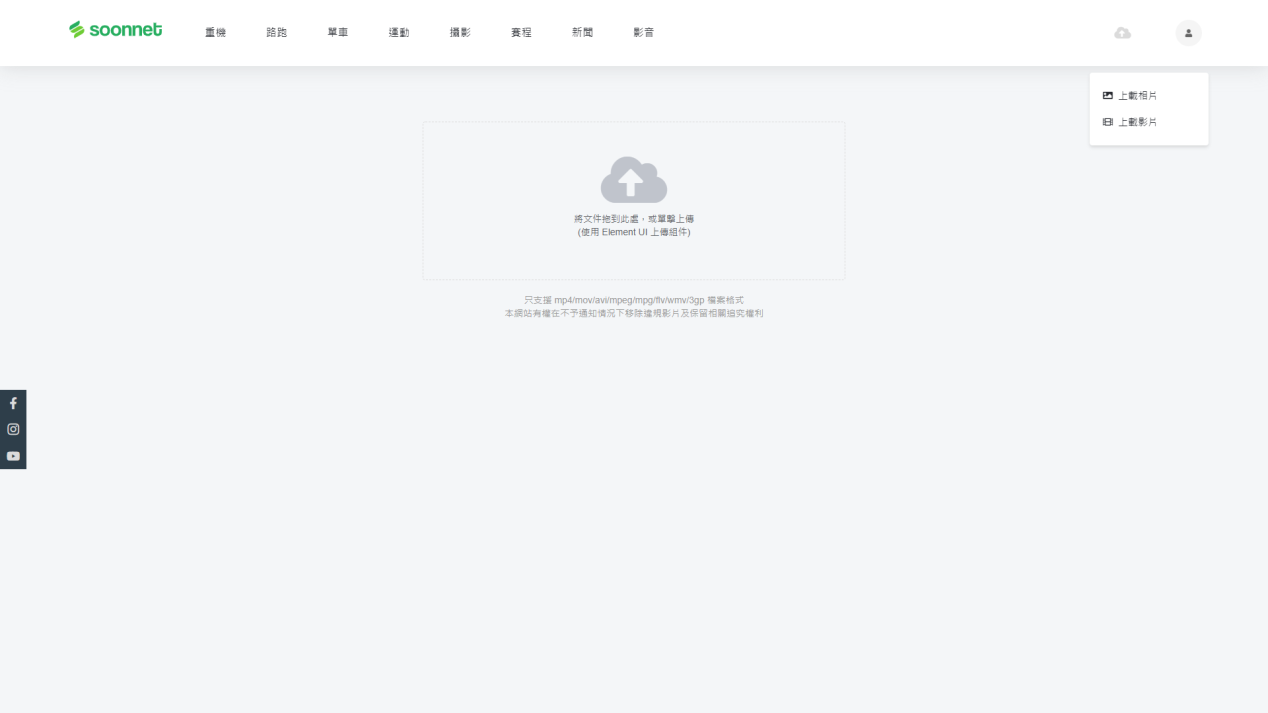 soonnet
重機
路跑
單車
運動
攝影
賽程
新聞
影音
上載相片
上載影片
將文件拖到此處，或單擊上傳
(使用 Element UI 上傳組件)
只支援 mp4/mov/avi/mpeg/mpg/flv/wmv/3gp 檔案格式
本網站有權在不予通知情況下移除違規影片及保留相關追究權利